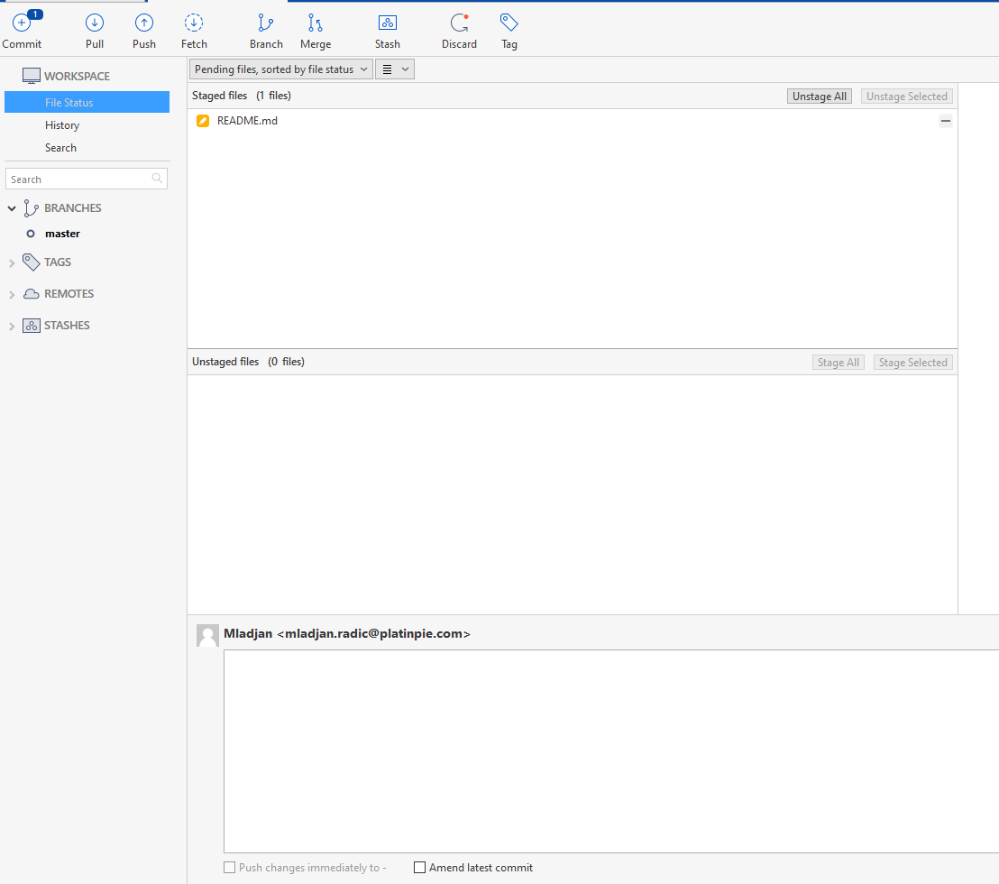 1
Commit Pull Push Fetch Branch Merge Stash Discard Tag
WORKSPACE
File Status
History
Search
Search
BRANCHES
master
TAGS
REMOTES
STASHES
Pending files, sorted by file status
Staged files (1 files) Unstage All Unstage Selected
README.md
Unstaged files (0 files) Stage All Stage Selected
Mladjan <mladjan.radic@platinpie.com>
Push changes immediately to - Amend latest commit